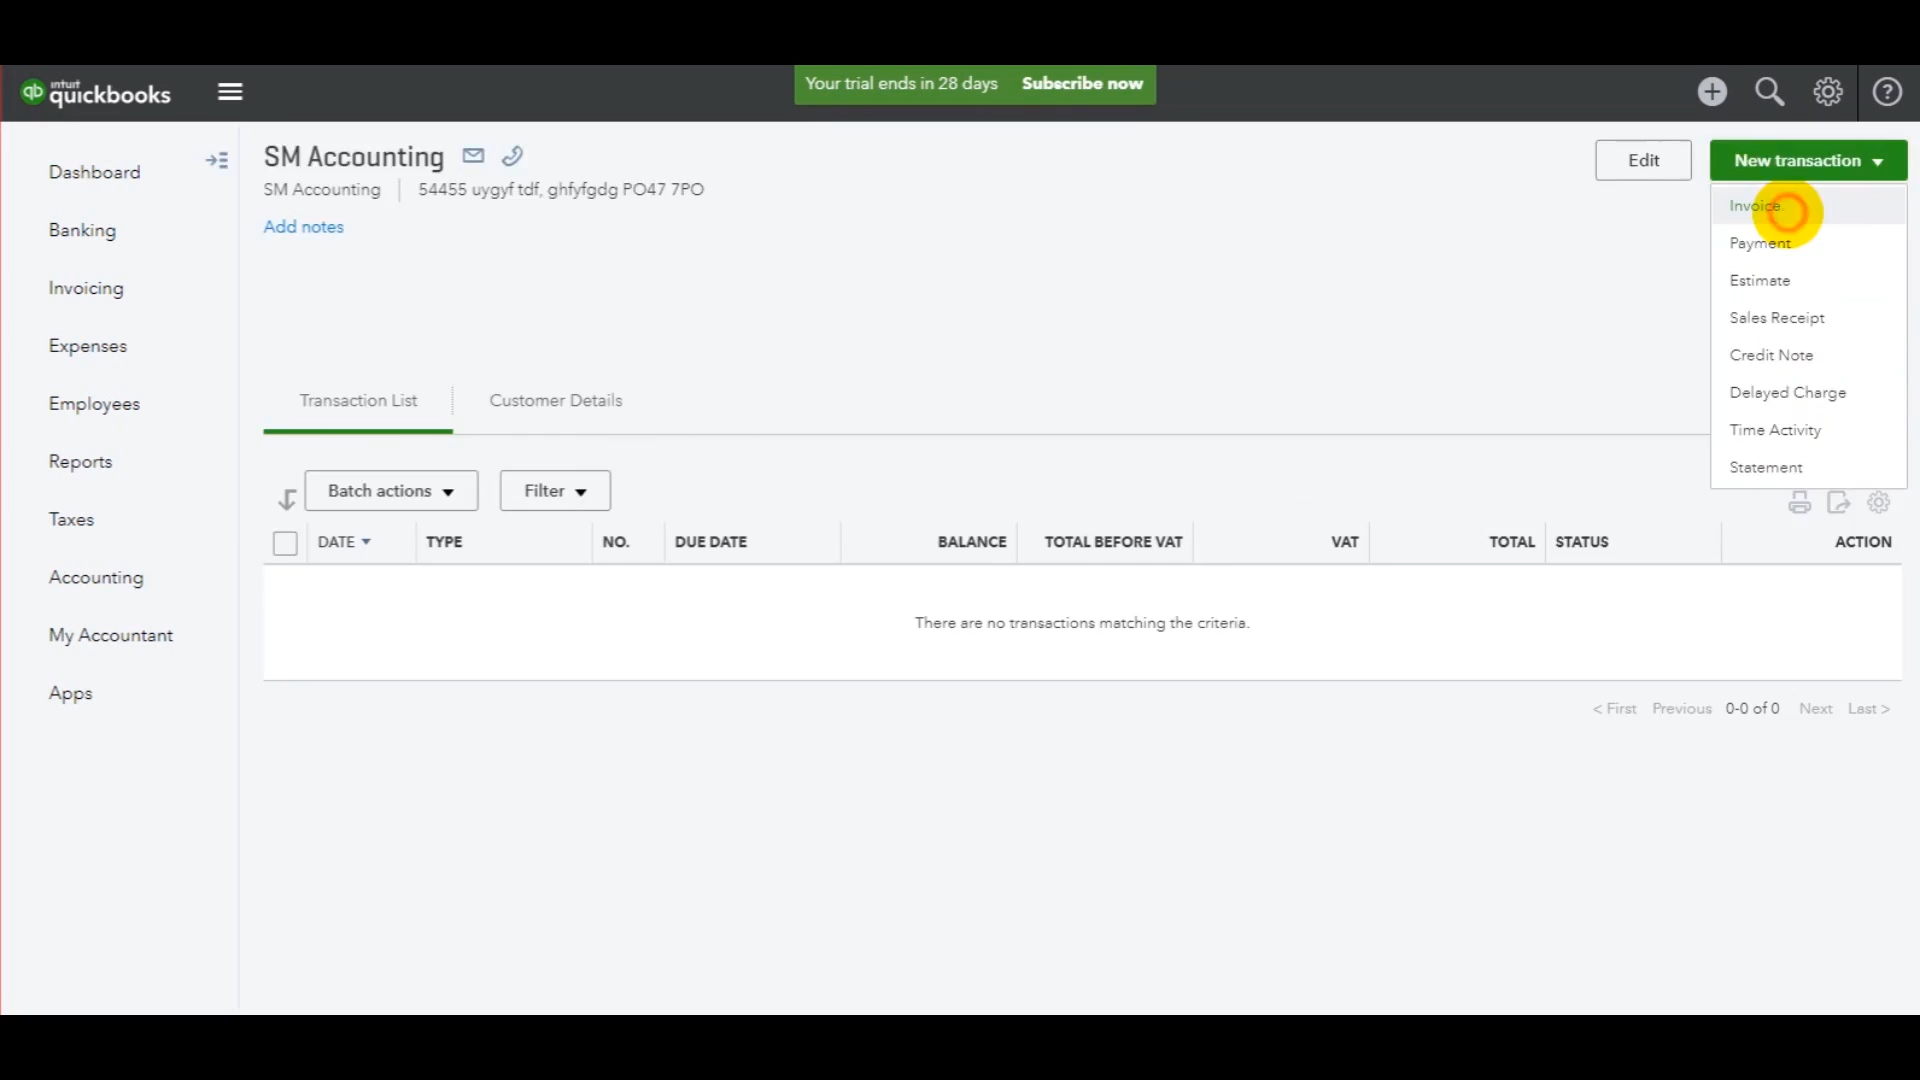 intuit
qb quickbooks
Your trial ends in 28 days Subscribe now
SM Accounting
SM Accounting 54455 uygyf tdf, ghfyfgdg PO47 7PO
Add notes
Edit
New transaction
Invoice
Payment
Estimate
Sales Receipt
Credit Note
Delayed Charge
Time Activity
Statement
Dashboard
Banking
Invoicing
Expenses
Employees
Reports
Taxes
Accounting
My Accountant
Apps
Transaction List Customer Details
Batch actions Filter
DATE TYPE NO. DUE DATE BALANCE TOTAL BEFORE VAT VAT TOTAL STATUS ACTION
There are no transactions matching the criteria.
< First Previous 0-0 of 0 Next Last >